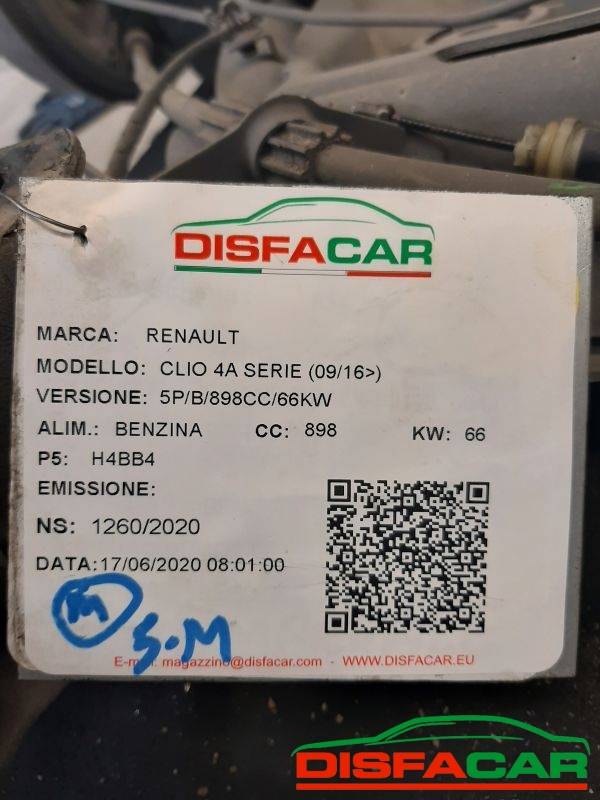 DISFACAR
MARCA: RENAULT
MODELLO: CLIO 4A SERIE (09/16>)
VERSIONE: 5P/B/898CC/66KW
ALIM.: BENZINA CC: 898 KW: 66
P5: H4BB4
EMISSIONE:
NS: 1260/2020
DATA:17/06/2020 08:01:00
M
S.M
E-mail: magazzino@disfacar.com - WWW.DISFACAR.EU
DISFACAR